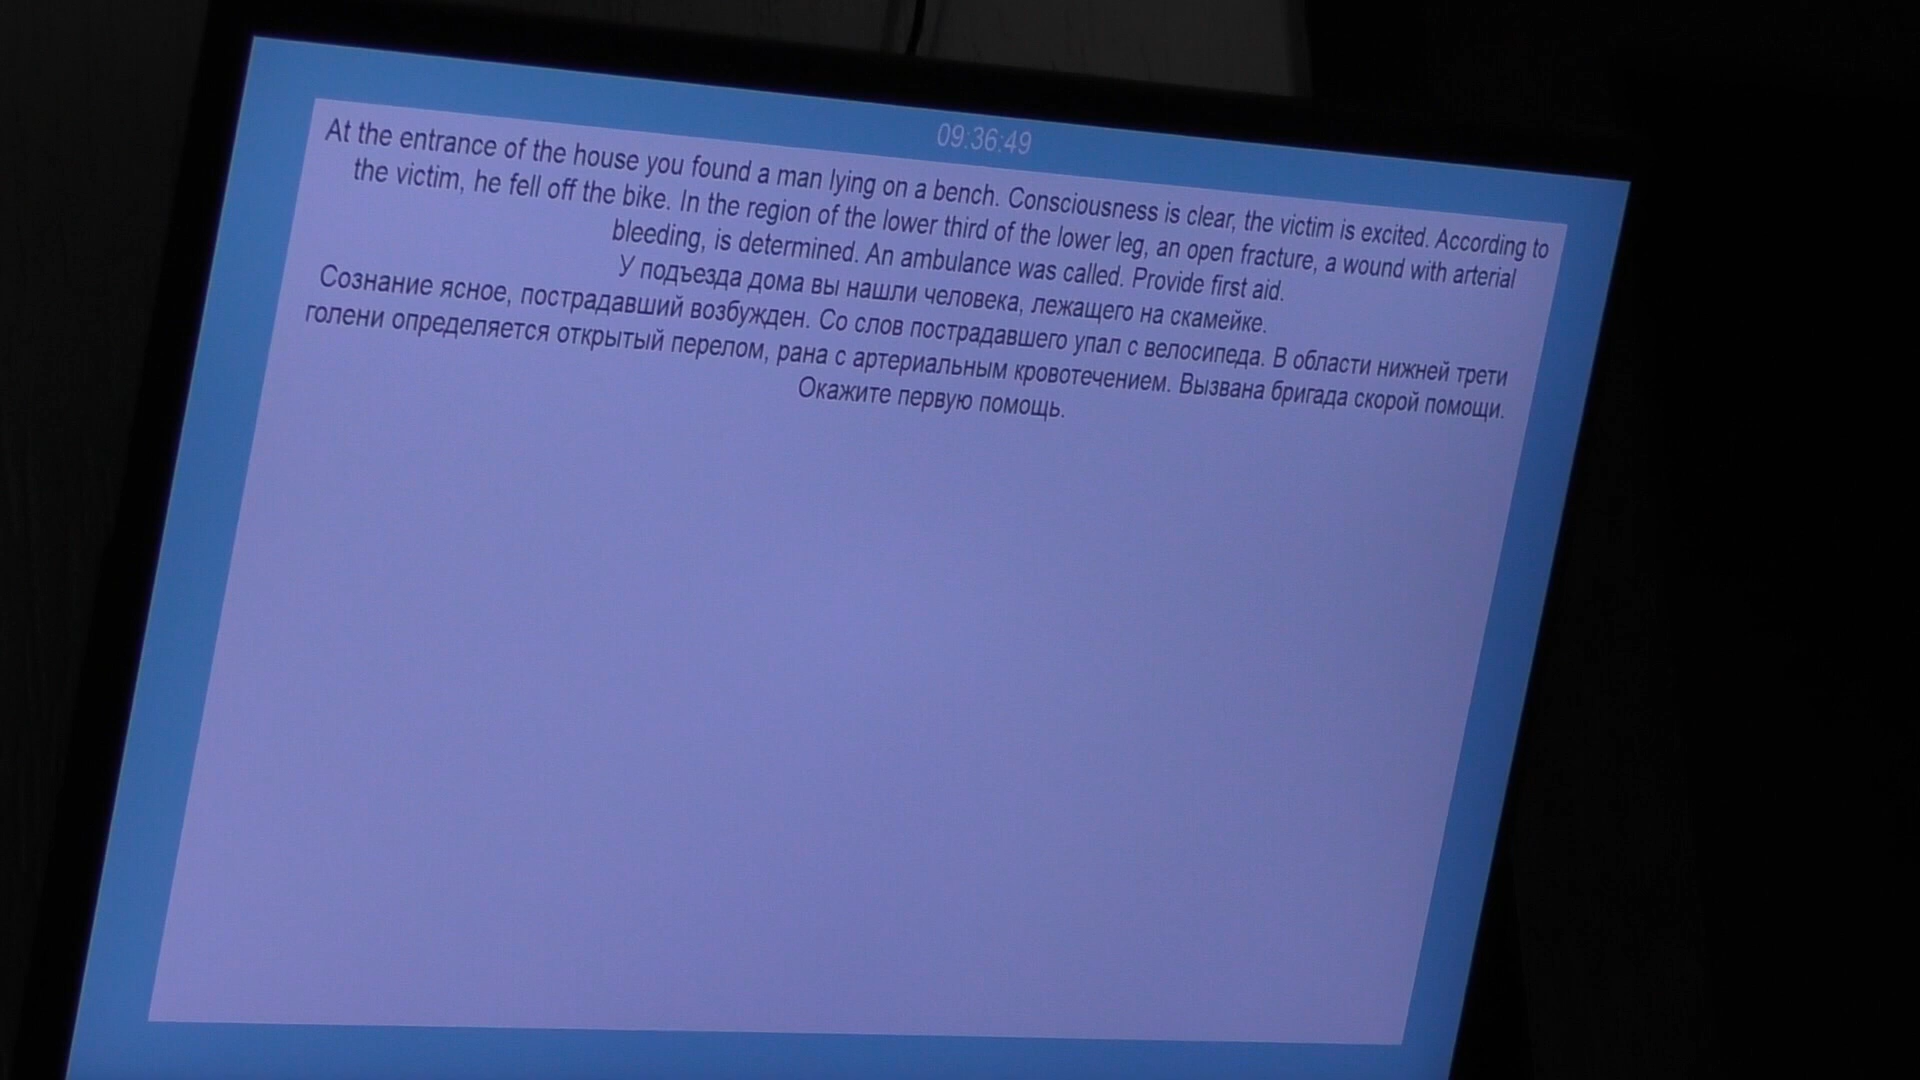 09:36:49
At the entrance of the house you found a man lying on a bench. Consciousness is clear, the victim is excited. According to
the victim, he fell off the bike. In the region of the lower third of the lower leg, an open fracture, a wound with arterial
bleeding, is determined. An ambulance was called. Provide first aid.
У подъезда дома вы нашли человека, лежащего на скамейке.
Сознание ясное, пострадавший возбужден. Со слов пострадавшего упал с велосипеда. В области нижней трети
голени определяется открытый перелом, рана с артериальным кровотечением. Вызвана бригада скорой помощи.
Окажите первую помощь.